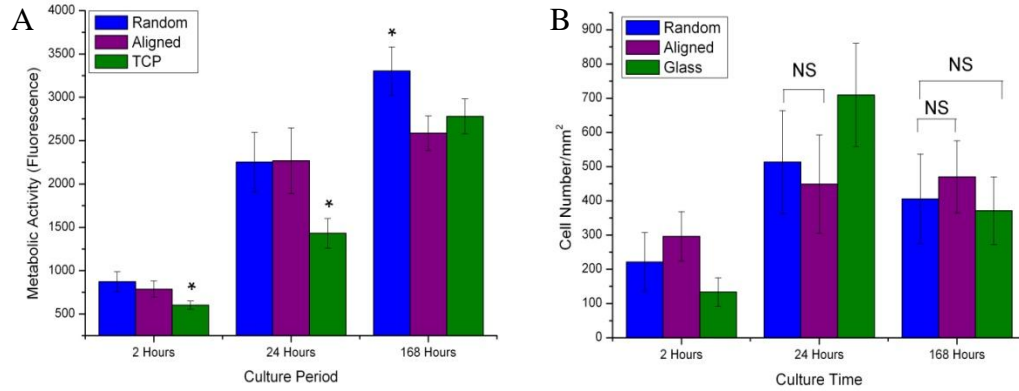 A
Metabolic Activity (Fluorescence)
4000
3500
3000
2500
2000
1500
1000
500
Random
Aligned
TCP
*
*
*
2 Hours
24 Hours
168 Hours
Culture Period
B
Cell Number/mm²
900
800
700
600
500
400
300
200
100
0
Random
Aligned
Glass
NS
NS
NS
2 Hours
24 Hours
168 Hours
Culture Time